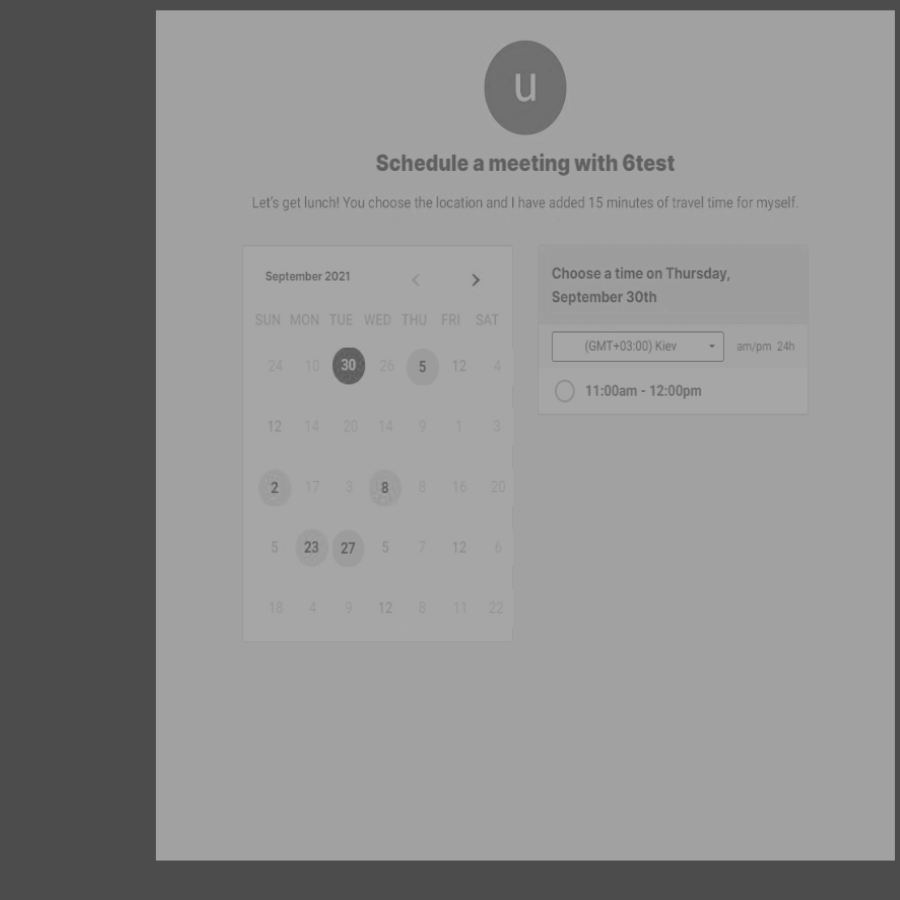 u
Schedule a meeting with 6test
Let's get lunch! You choose the location and I have added 15 minutes of travel time for myself.
September 2021
SUN MON TUE WED THU FRI SAT
24 10 30 26 5 12 4
12 14 20 14 9 1 3
2 17 3 8 8 16 20
5 23 27 5 7 12 6
18 4 9 12 8 11 22
Choose a time on Thursday,
September 30th
(GMT+03:00) Kiev am/pm 24h
11:00am - 12:00pm